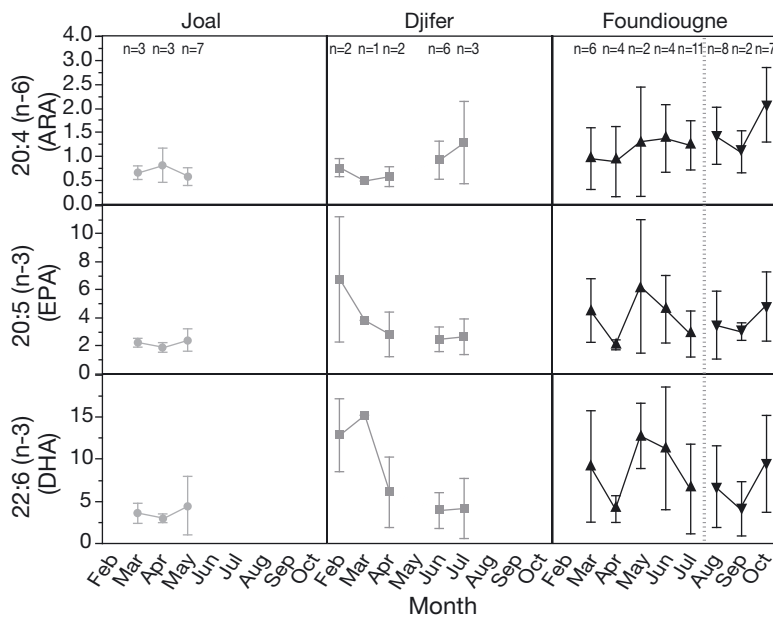 Joal Djifer Foundiougne
n=3 n=3 n=7 n=2 n=1 n=2 n=6 n=3 n=6 n=4 n=2 n=4 n=11 n=8 n=2 n=7
20:4 (n-6)
(ARA)
4.0
3.5
3.0
2.5
2.0
1.5
1.0
0.5
0.0
20:5 (n-3)
(EPA)
10
8
6
4
2
0
22:6 (n-3)
(DHA)
15
10
5
0
Feb Mar Apr May Jun Jul Aug Sep Oct Feb Mar Apr May Jun Jul Aug Sep Oct Feb Mar Apr May Jun Jul Aug Sep Oct
Month